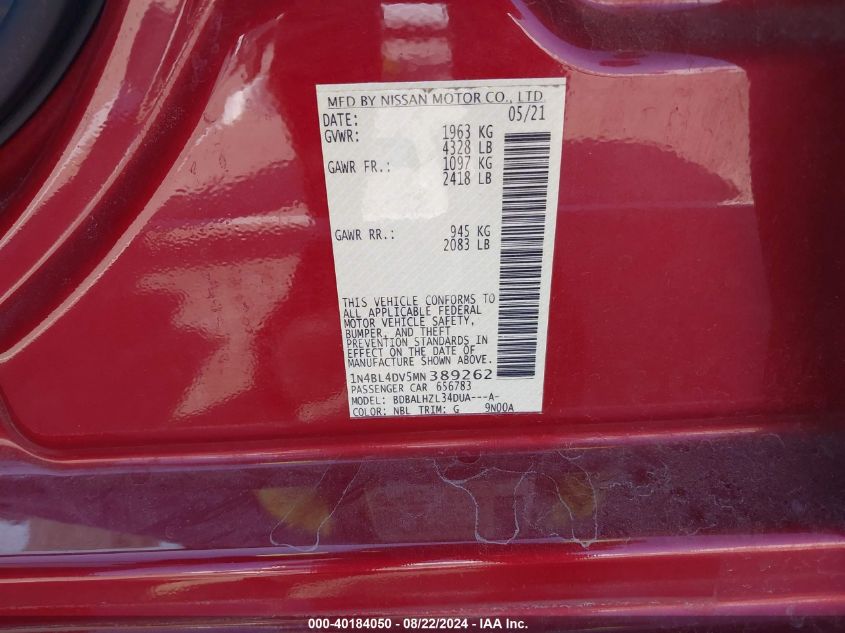 MFD BY NISSAN MOTOR CO., LTD
DATE: 05/21
GVWR: 1963 KG
4328 LB
GAWR FR.: 1097 KG
2418 LB
GAWR RR.: 945 KG
2083 LB
THIS VEHICLE CONFORMS TO
ALL APPLICABLE FEDERAL
MOTOR VEHICLE SAFETY,
BUMPER, AND THEFT
PREVENTION STANDARDS IN
EFFECT ON THE DATE OF
MANUFACTURE SHOWN ABOVE.
1N4BL4DV5MN389262
PASSENGER CAR 656783
MODEL: BDBALHZL34DUA---A-
COLOR: NBL TRIM: G 9N00A
000-40184050 - 08/22/2024 - IAA Inc.